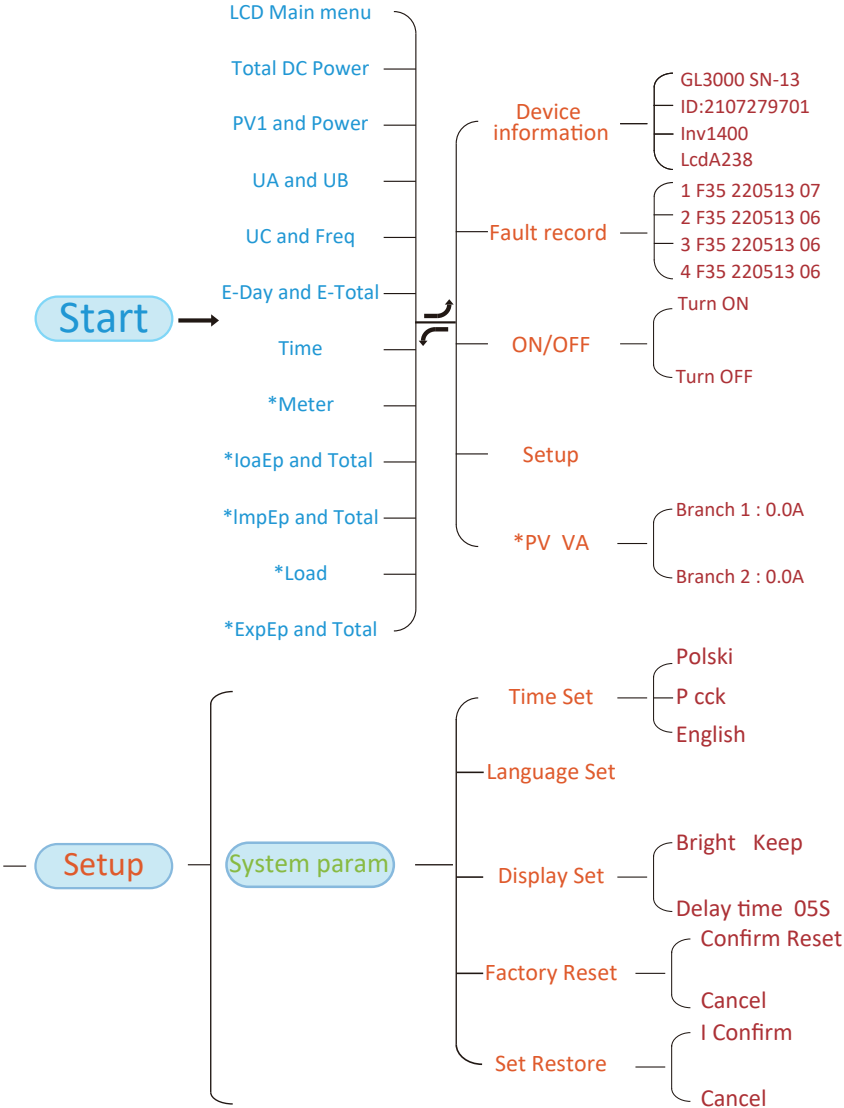 LCD Main menu
Total DC Power
PV1 and Power
UA and UB
UC and Freq
E-Day and E-Total
Time
*Meter
*IoaEp and Total
*ImpEp and Total
*Load
*ExpEp and Total
Start
Device
information
GL3000 SN-13
ID:2107279701
Inv1400
LcdA238
Fault record
1 F35 220513 07
2 F35 220513 06
3 F35 220513 06
4 F35 220513 06
ON/OFF
Turn ON
Turn OFF
Setup
*PV VA
Branch 1 : 0.0A
Branch 2 : 0.0A
Setup
System param
Time Set
Polski
P cck
English
Language Set
Display Set
Bright Keep
Delay time 05S
Factory Reset
Confirm Reset
Cancel
Set Restore
I Confirm
Cancel